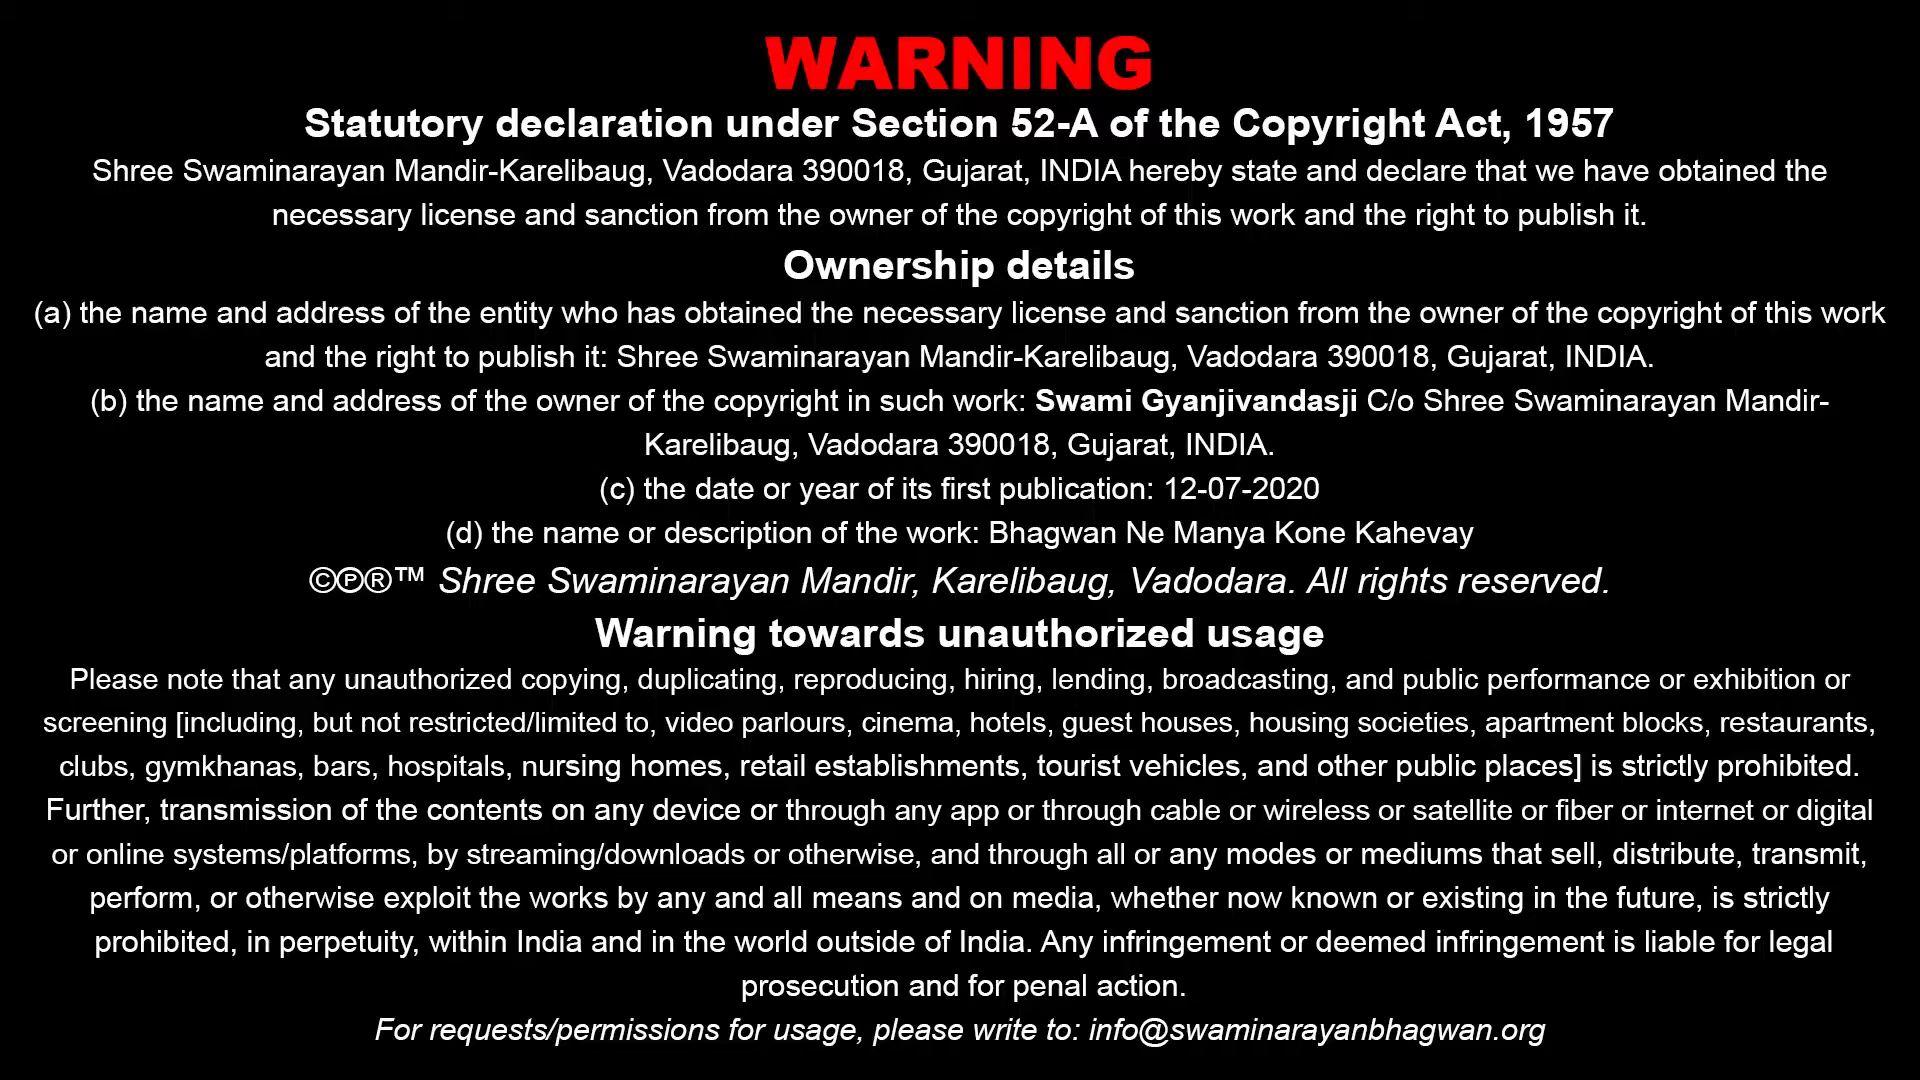 WARNING
Statutory declaration under Section 52-A of the Copyright Act, 1957
Shree Swaminarayan Mandir-Karelibaug, Vadodara 390018, Gujarat, INDIA hereby state and declare that we have obtained the
necessary license and sanction from the owner of the copyright of this work and the right to publish it.
Ownership details
(a) the name and address of the entity who has obtained the necessary license and sanction from the owner of the copyright of this work
and the right to publish it: Shree Swaminarayan Mandir-Karelibaug, Vadodara 390018, Gujarat, INDIA.
(b) the name and address of the owner of the copyright in such work: Swami Gyanjivandasji C/o Shree Swaminarayan Mandir-
Karelibaug, Vadodara 390018, Gujarat, INDIA.
(c) the date or year of its first publication: 12-07-2020
(d) the name or description of the work: Bhagwan Ne Manya Kone Kahevay
©℗®™ Shree Swaminarayan Mandir, Karelibaug, Vadodara. All rights reserved.
Warning towards unauthorized usage
Please note that any unauthorized copying, duplicating, reproducing, hiring, lending, broadcasting, and public performance or exhibition or
screening [including, but not restricted/limited to, video parlours, cinema, hotels, guest houses, housing societies, apartment blocks, restaurants,
clubs, gymkhanas, bars, hospitals, nursing homes, retail establishments, tourist vehicles, and other public places] is strictly prohibited.
Further, transmission of the contents on any device or through any app or through cable or wireless or satellite or fiber or internet or digital
or online systems/platforms, by streaming/downloads or otherwise, and through all or any modes or mediums that sell, distribute, transmit,
perform, or otherwise exploit the works by any and all means and on media, whether now known or existing in the future, is strictly
prohibited, in perpetuity, within India and in the world outside of India. Any infringement or deemed infringement is liable for legal
prosecution and for penal action.
For requests/permissions for usage, please write to: info@swaminarayanbhagwan.org